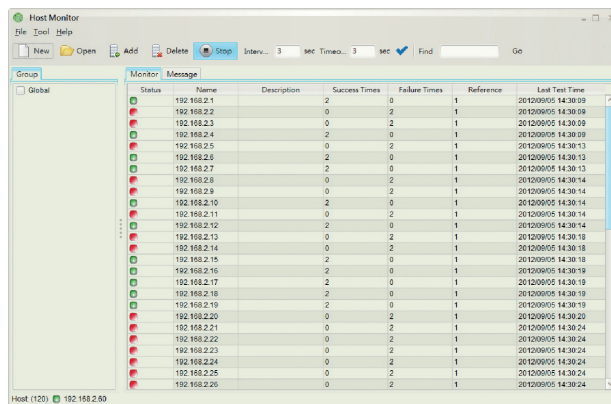 Host Monitor
File Tool Help
New Open Add Delete Stop Interv... 3 sec Timeo... 3 sec Find Go
Group
Monitor Message
Global
Status Name Description Success Times Failure Times Reference Last Test Time
192.168.2.1 2 0 1 2012/09/05 14:30:09
192.168.2.2 0 2 1 2012/09/05 14:30:09
192.168.2.3 0 2 1 2012/09/05 14:30:09
192.168.2.4 2 0 1 2012/09/05 14:30:09
192.168.2.5 0 2 1 2012/09/05 14:30:13
192.168.2.6 2 0 1 2012/09/05 14:30:13
192.168.2.7 2 0 1 2012/09/05 14:30:13
192.168.2.8 0 2 1 2012/09/05 14:30:14
192.168.2.9 0 2 1 2012/09/05 14:30:14
192.168.2.10 2 0 1 2012/09/05 14:30:14
192.168.2.11 0 2 1 2012/09/05 14:30:14
192.168.2.12 2 0 1 2012/09/05 14:30:14
192.168.2.13 0 2 1 2012/09/05 14:30:18
192.168.2.14 0 2 1 2012/09/05 14:30:18
192.168.2.15 2 0 1 2012/09/05 14:30:18
192.168.2.16 2 0 1 2012/09/05 14:30:19
192.168.2.17 2 0 1 2012/09/05 14:30:19
192.168.2.18 2 0 1 2012/09/05 14:30:19
192.168.2.19 2 0 1 2012/09/05 14:30:19
192.168.2.20 0 2 1 2012/09/05 14:30:20
192.168.2.21 0 2 1 2012/09/05 14:30:24
192.168.2.22 0 2 1 2012/09/05 14:30:24
192.168.2.23 0 2 1 2012/09/05 14:30:24
192.168.2.24 0 2 1 2012/09/05 14:30:24
192.168.2.25 0 2 1 2012/09/05 14:30:24
192.168.2.26 0 2 1 2012/09/05 14:30:24
Host: (120) 192.168.2.60